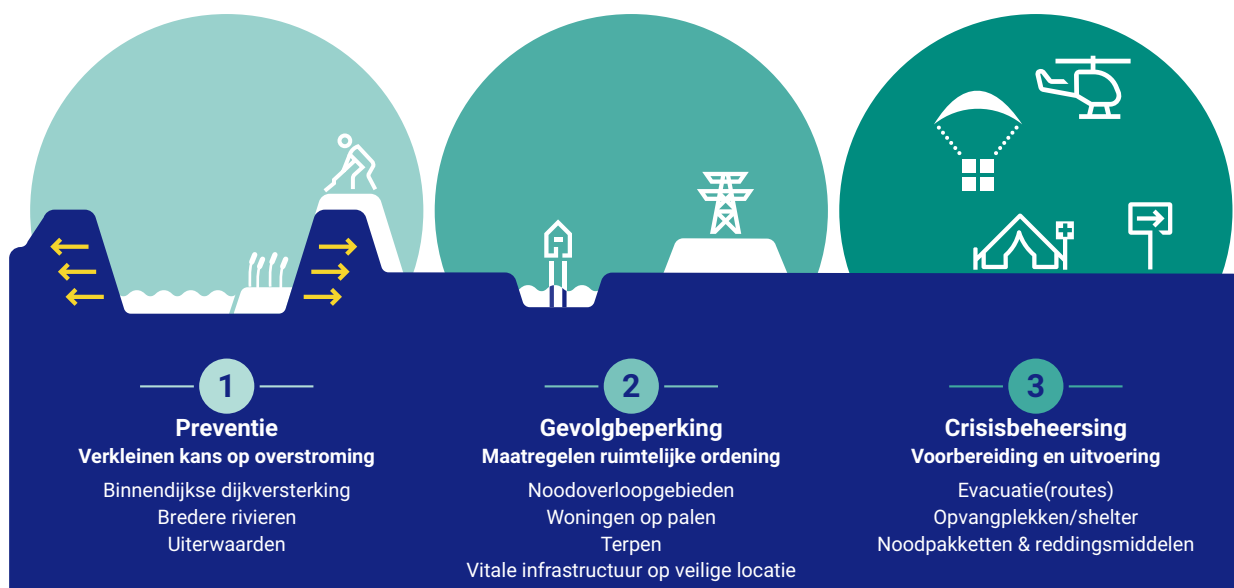 1
Preventie
Verkleinen kans op overstroming
Binnendijkse dijkversterking
Bredere rivieren
Uiterwaarden
2
Gevolgbeperking
Maatregelen ruimtelijke ordening
Noodoverloopgebieden
Woningen op palen
Terpen
Vitale infrastructuur op veilige locatie
3
Crisisbeheersing
Voorbereiding en uitvoering
Evacuatie(routes)
Opvangplekken/shelter
Noodpakketten & reddingsmiddelen